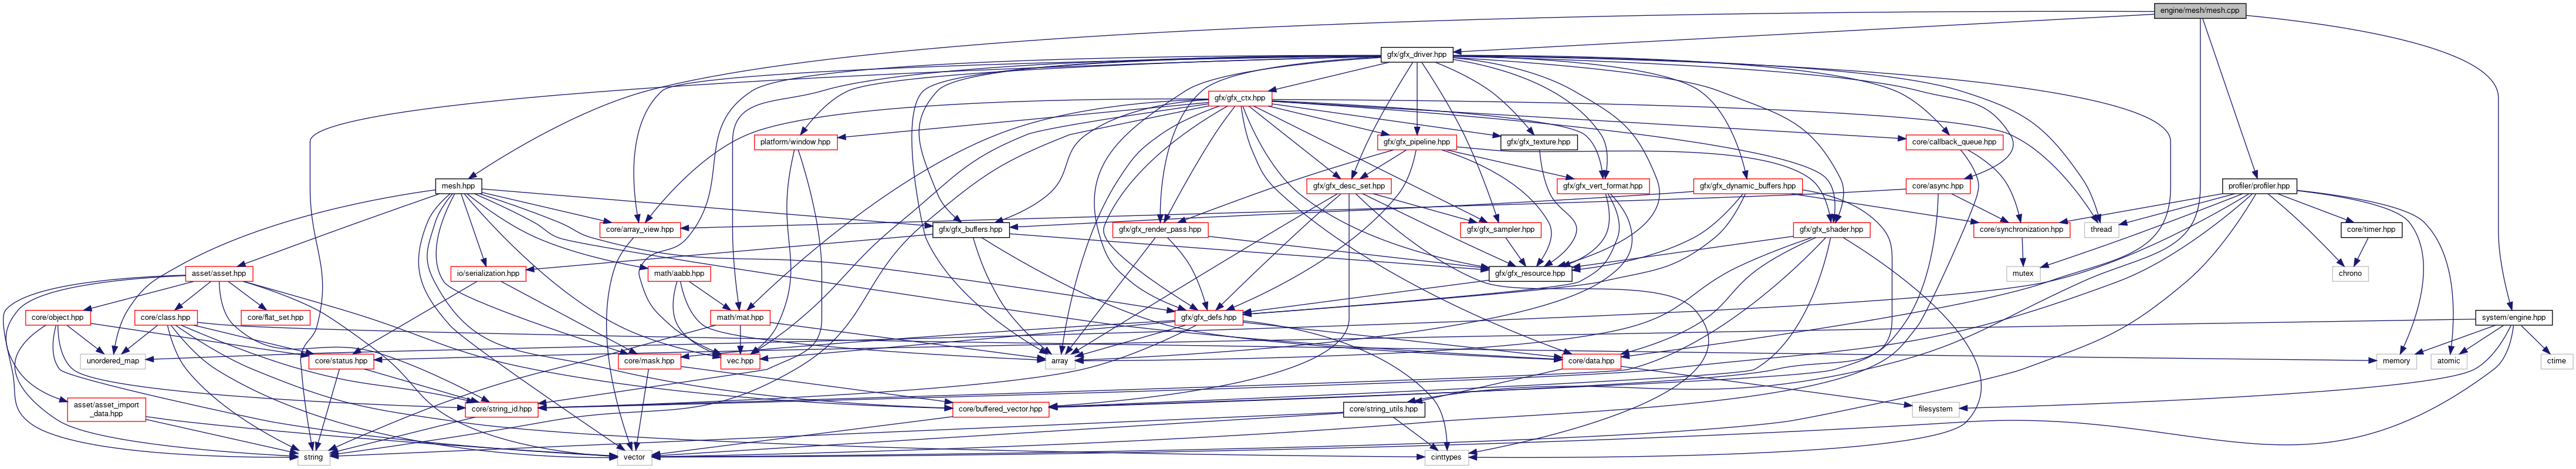 engine/mesh/mesh.cpp
gfx/gfx_driver.hpp
gfx/gfx_ctx.hpp
platform/window.hpp
gfx/gfx_pipeline.hpp
gfx/gfx_texture.hpp
core/callback_queue.hpp
mesh.hpp
gfx/gfx_desc_set.hpp
gfx/gfx_vert_format.hpp
gfx/gfx_dynamic_buffers.hpp
core/async.hpp
profiler/profiler.hpp
core/array_view.hpp
gfx/gfx_buffers.hpp
gfx/gfx_render_pass.hpp
gfx/gfx_sampler.hpp
gfx/gfx_shader.hpp
core/synchronization.hpp
thread
core/timer.hpp
asset/asset.hpp
io/serialization.hpp
math/aabb.hpp
gfx/gfx_resource.hpp
mutex
chrono
core/object.hpp
core/class.hpp
core/flat_set.hpp
math/mat.hpp
gfx/gfx_defs.hpp
system/engine.hpp
unordered_map
core/status.hpp
core/mask.hpp
vec.hpp
array
core/data.hpp
memory
atomic
ctime
asset/asset_import
_data.hpp
core/string_id.hpp
core/buffered_vector.hpp
core/string_utils.hpp
filesystem
string
vector
cinttypes